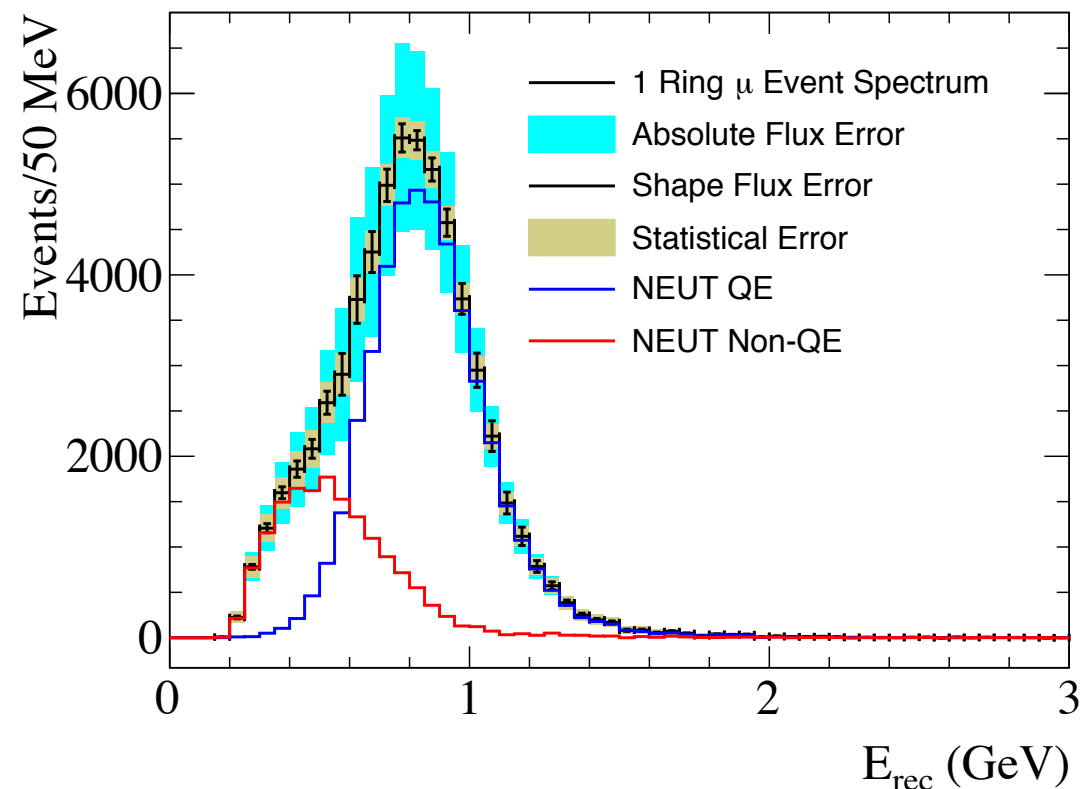 Events/50 MeV
6000
4000
2000
0
1 Ring μ Event Spectrum
Absolute Flux Error
Shape Flux Error
Statistical Error
NEUT QE
NEUT Non-QE
0 1 2 3
E_rec (GeV)